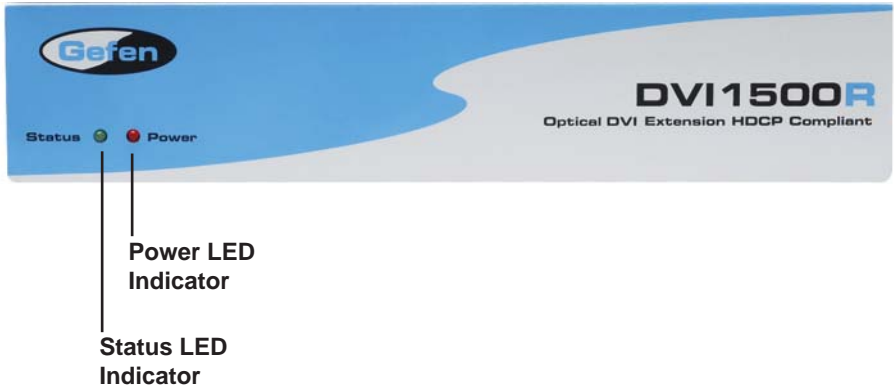 Gefen
DVI1500R
Optical DVI Extension HDCP Compliant
Status Power
Power LED
Indicator
Status LED
Indicator